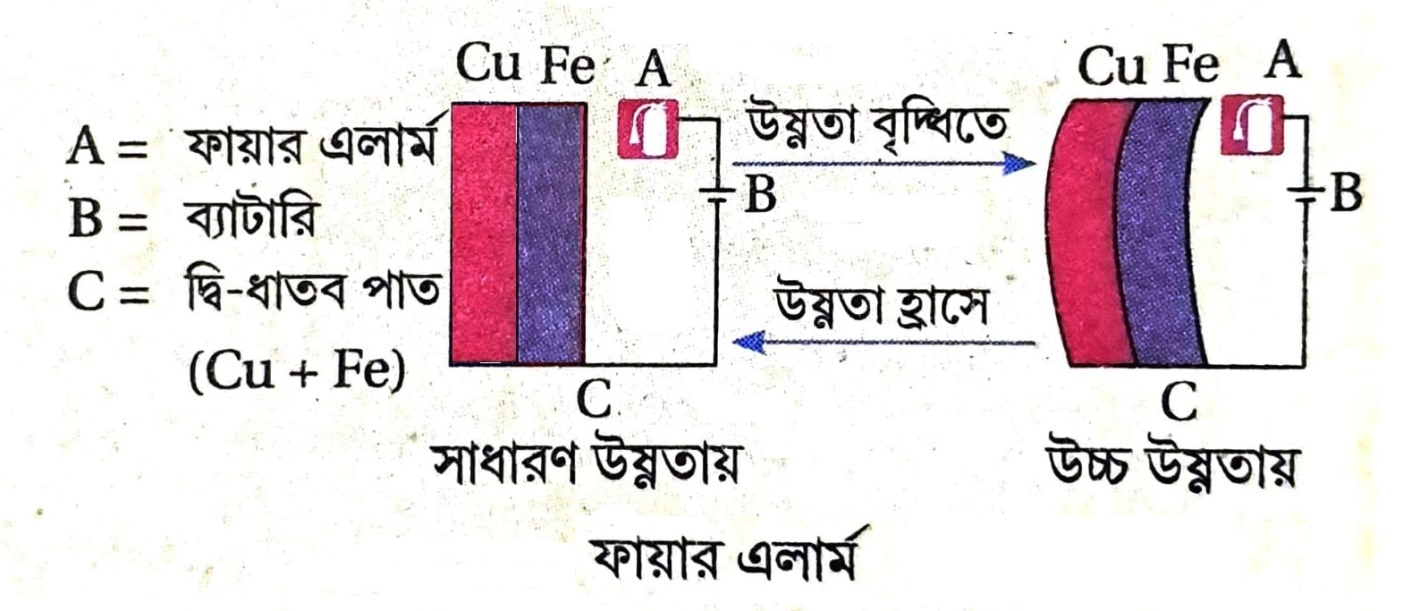 Cu Fe A
Cu Fe A
A = ফায়ার এলার্ম
উষ্ণতা বৃদ্ধিতে
B = ব্যাটারি
B
B
C = দ্বি-ধাতব পাত
উষ্ণতা হ্রাসে
(Cu + Fe)
C
C
সাধারণ উষ্ণতায়
উচ্চ উষ্ণতায়
ফায়ার এলার্ম